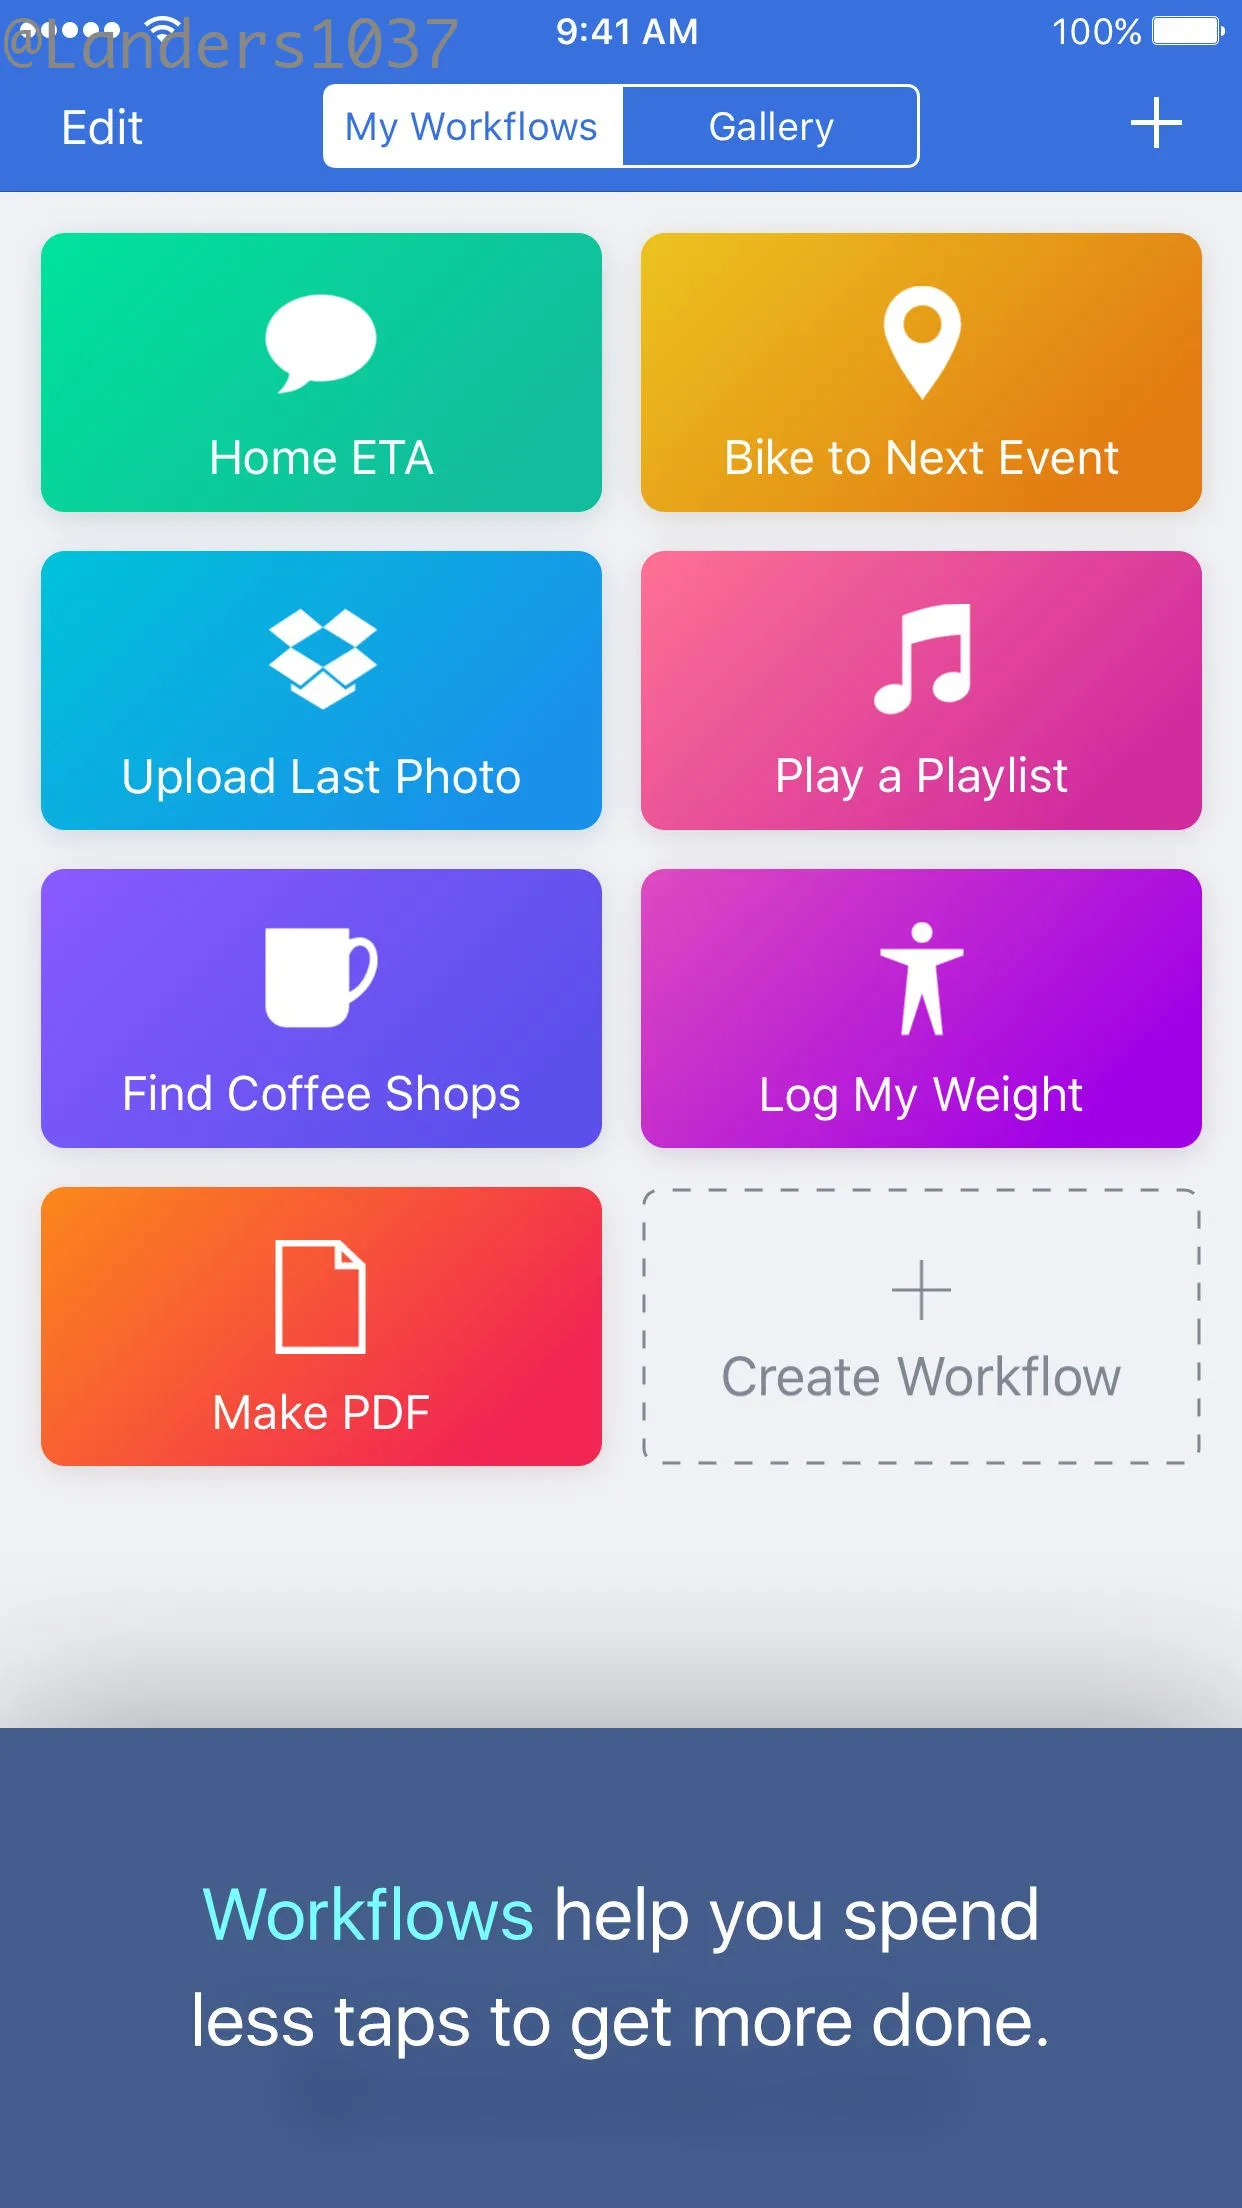 @Landers1037
9:41 AM
100%
Edit
My Workflows
Gallery
Home ETA
Bike to Next Event
Upload Last Photo
Play a Playlist
Find Coffee Shops
Log My Weight
Make PDF
Create Workflow
Workflows help you spend
less taps to get more done.